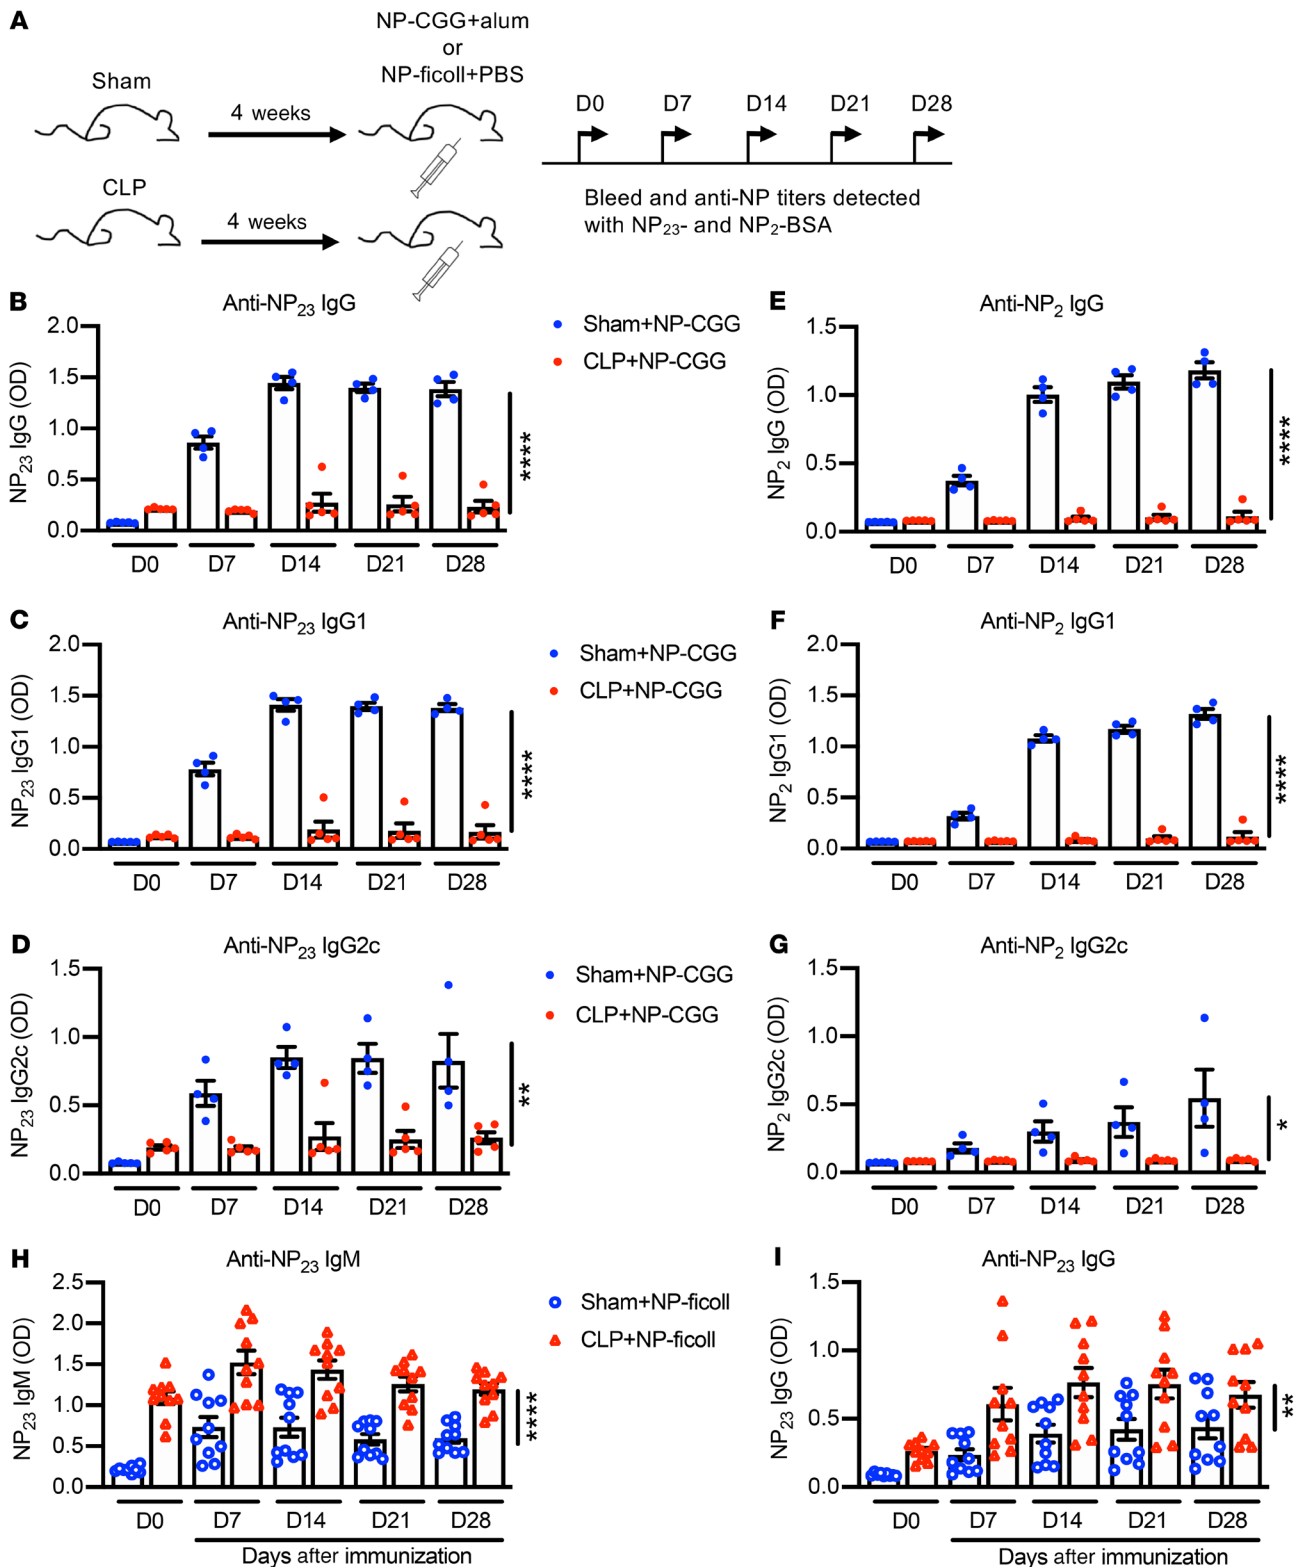 A
NP-CGG+alum
or
NP-ficoll+PBS
Sham
4 weeks
CLP
4 weeks
D0 D7 D14 D21 D28
Bleed and anti-NP titers detected
with NP23- and NP2-BSA
B
Anti-NP23 IgG
NP23 IgG (OD)
2.0
1.5
1.0
0.5
0.0
D0 D7 D14 D21 D28
****
Sham+NP-CGG
CLP+NP-CGG
E
Anti-NP2 IgG
NP2 IgG (OD)
1.5
1.0
0.5
0.0
D0 D7 D14 D21 D28
****
C
Anti-NP23 IgG1
NP23 IgG1 (OD)
2.0
1.5
1.0
0.5
0.0
D0 D7 D14 D21 D28
****
Sham+NP-CGG
CLP+NP-CGG
F
Anti-NP2 IgG1
NP2 IgG1 (OD)
2.0
1.5
1.0
0.5
0.0
D0 D7 D14 D21 D28
****
D
Anti-NP23 IgG2c
NP23 IgG2c (OD)
1.5
1.0
0.5
0.0
D0 D7 D14 D21 D28
**
Sham+NP-CGG
CLP+NP-CGG
G
Anti-NP2 IgG2c
NP2 IgG2c (OD)
1.5
1.0
0.5
0.0
D0 D7 D14 D21 D28
*
H
Anti-NP23 IgM
NP23 IgM (OD)
2.5
2.0
1.5
1.0
0.5
0.0
D0 D7 D14 D21 D28
Days after immunization
****
Sham+NP-ficoll
CLP+NP-ficoll
I
Anti-NP23 IgG
NP23 IgG (OD)
1.5
1.0
0.5
0.0
D0 D7 D14 D21 D28
Days after immunization
**